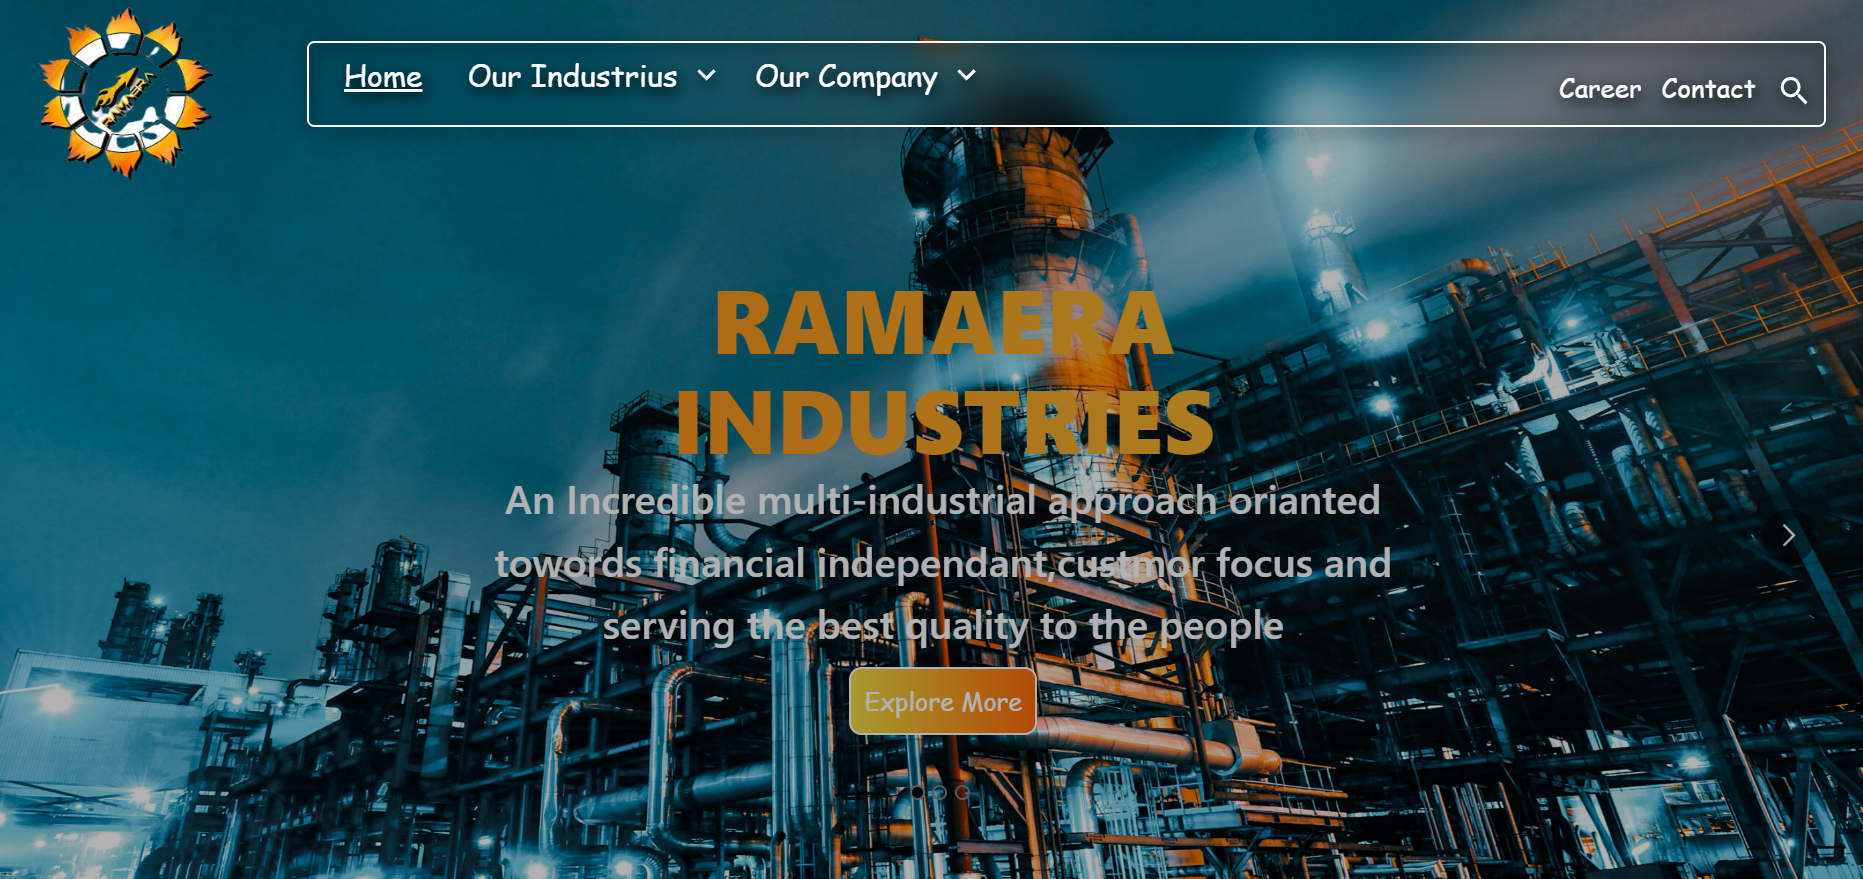 RAMAERA
Home Our Industrius Our Company
Career Contact
RAMAERA
INDUSTRIES
An Incredible multi-industrial approach orianted
towords financial independant,custmor focus and
serving the best quality to the people
Explore More